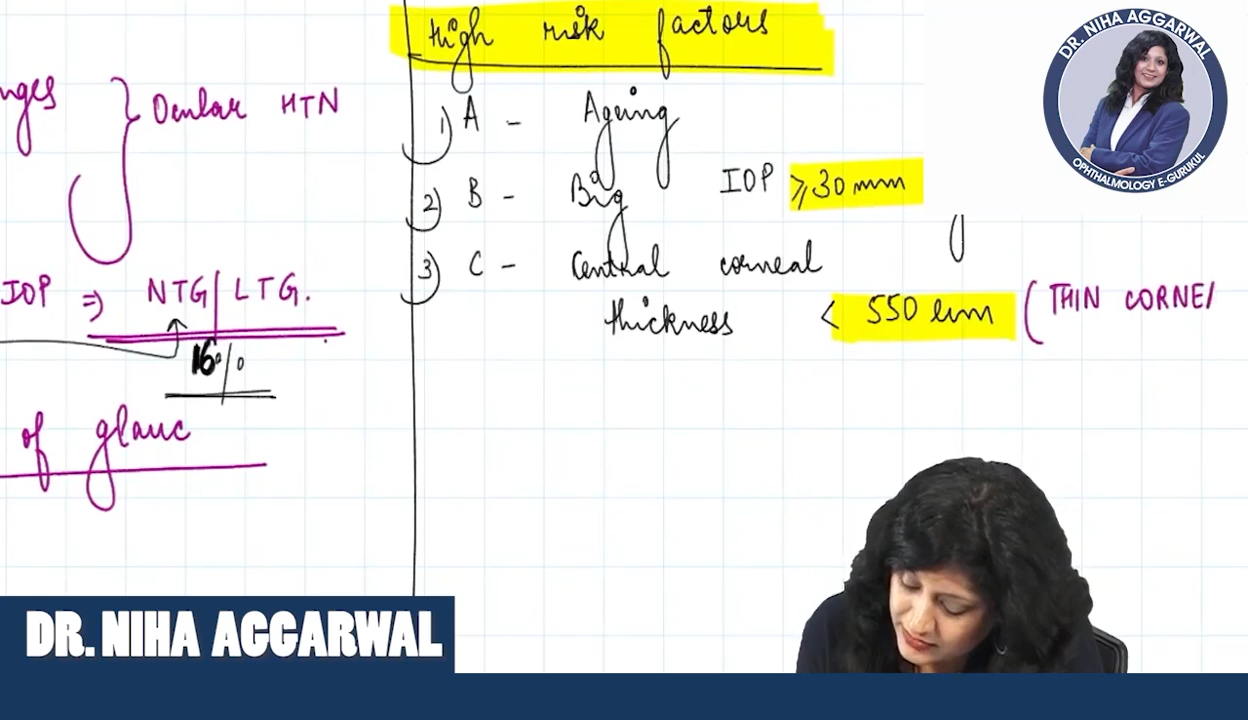 High risk factors
nges } Ocular HTN
1) A - Ageing
2) B - Big IOP ⩾30 mm
3) C - Central corneal
thickness < 550 um (THIN CORNE
IOP ⇒ NTG/LTG.
16%
of glauc
DR. NIHA AGGARWAL
OPHTHALMOLOGY E-GURUKUL
DR. NIHA AGGARWAL